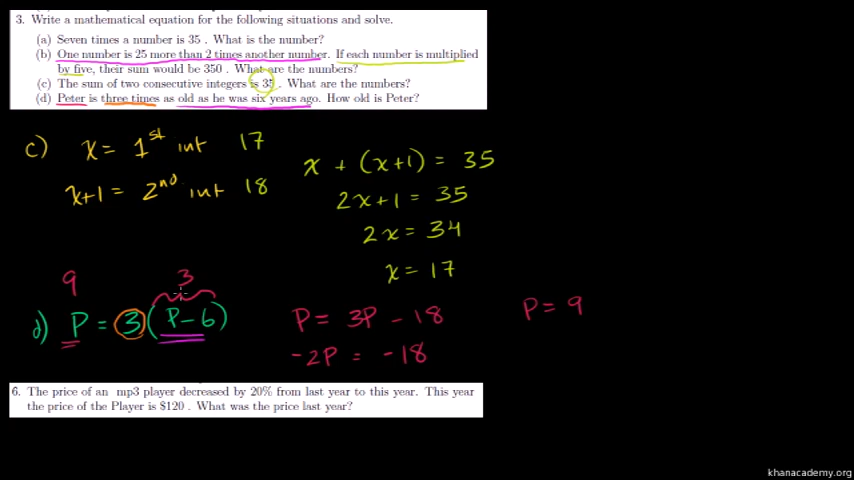 3. Write a mathematical equation for the following situations and solve.
(a) Seven times a number is 35 . What is the number?
(b) One number is 25 more than 2 times another number. If each number is multiplied
by five, their sum would be 350 . What are the numbers?
(c) The sum of two consecutive integers is 35. What are the numbers?
(d) Peter is three times as old as he was six years ago. How old is Peter?
c) x = 1st int 17
x+1 = 2nd int 18
x + (x+1) = 35
2x+1 = 35
2x = 34
x = 17
9 3
d) P = 3(P-6)
P = 3P - 18
-2P = -18
P = 9
6. The price of an mp3 player decreased by 20% from last year to this year. This year
the price of the Player is $120 . What was the price last year?
khanacademy.org